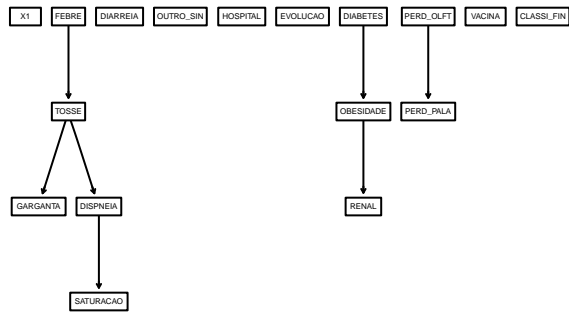 X1 FEBRE DIARREIA OUTRO_SIN HOSPITAL EVOLUCAO DIABETES PERD_OLFT VACINA CLASSI_FIN
TOSSE OBESIDADE PERD_PALA
GARGANTA DISPNEIA RENAL
SATURACAO